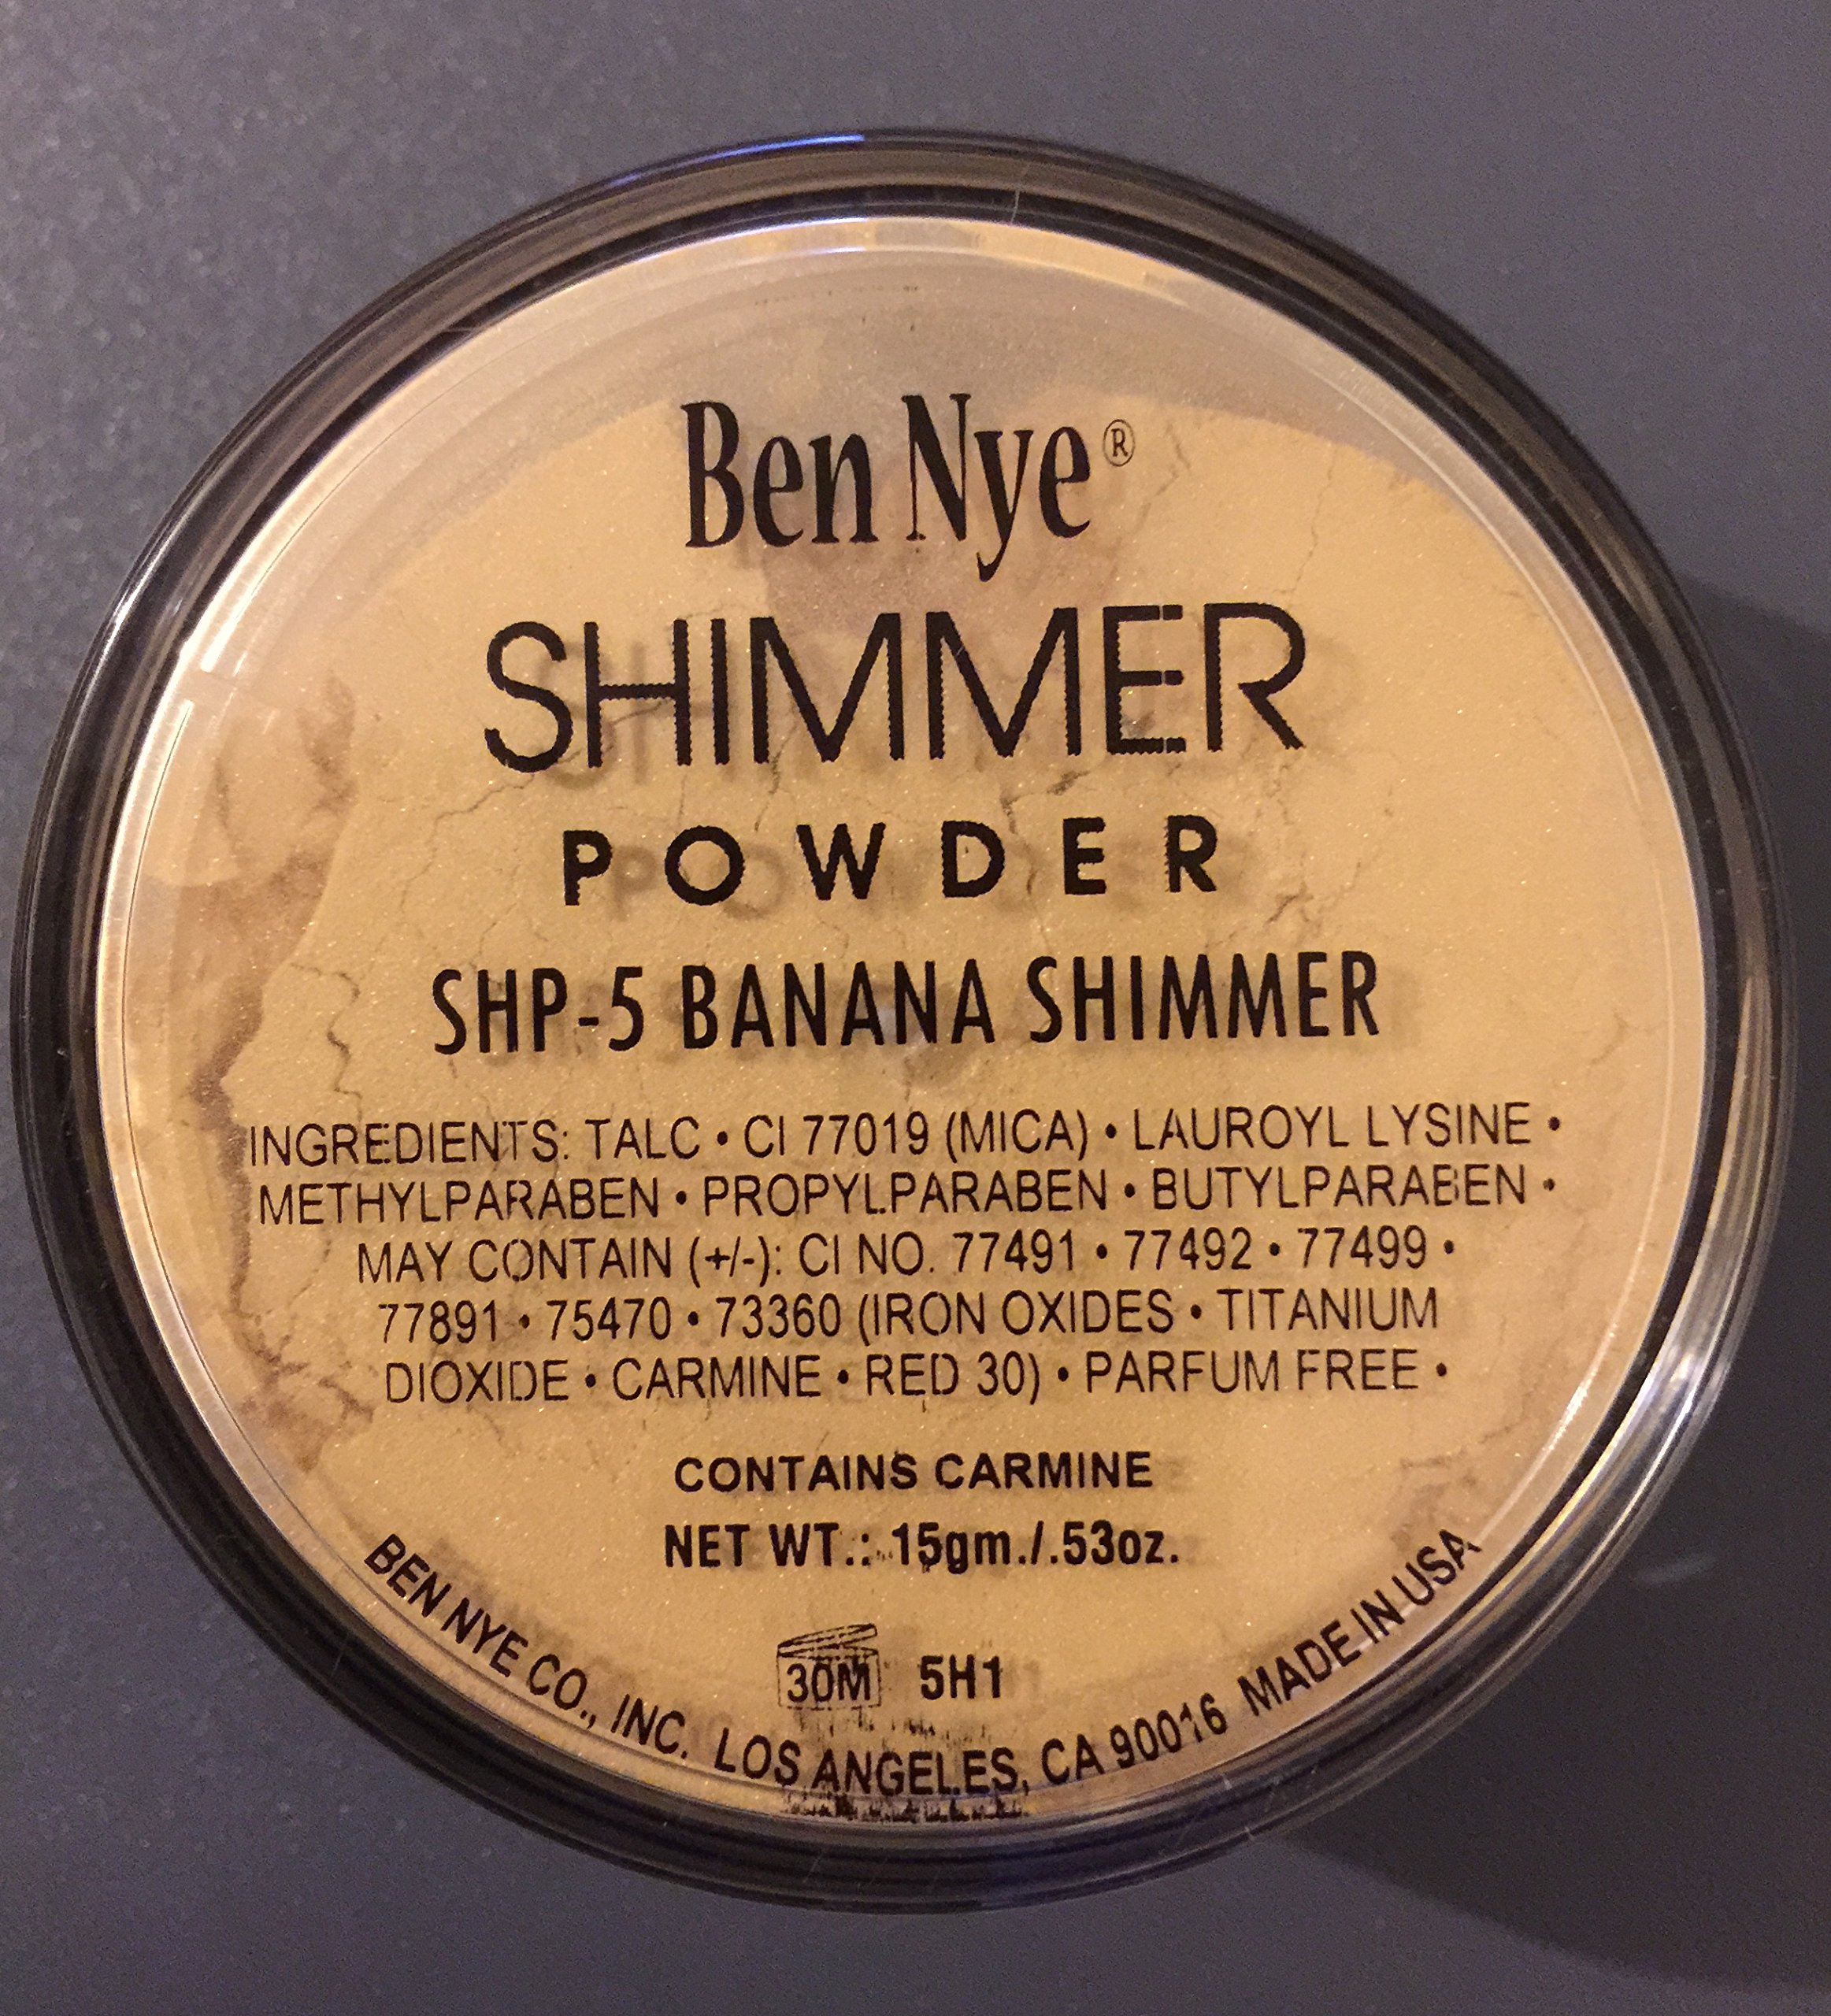 Ben Nye®
SHIMMER
POWDER
SHP-5 BANANA SHIMMER
INGREDIENTS: TALC • CI 77019 (MICA) • LAUROYL LYSINE •
METHYLPARABEN • PROPYLPARABEN • BUTYLPARABEN •
MAY CONTAIN (+/-): CI NO. 77491 • 77492 • 77499 •
77891 • 75470 • 73360 (IRON OXIDES • TITANIUM
DIOXIDE • CARMINE • RED 30) • PARFUM FREE •
CONTAINS CARMINE
NET WT.: 15gm./.53oz.
30M 5H1
BEN NYE CO., INC. LOS ANGELES, CA 90016 MADE IN USA